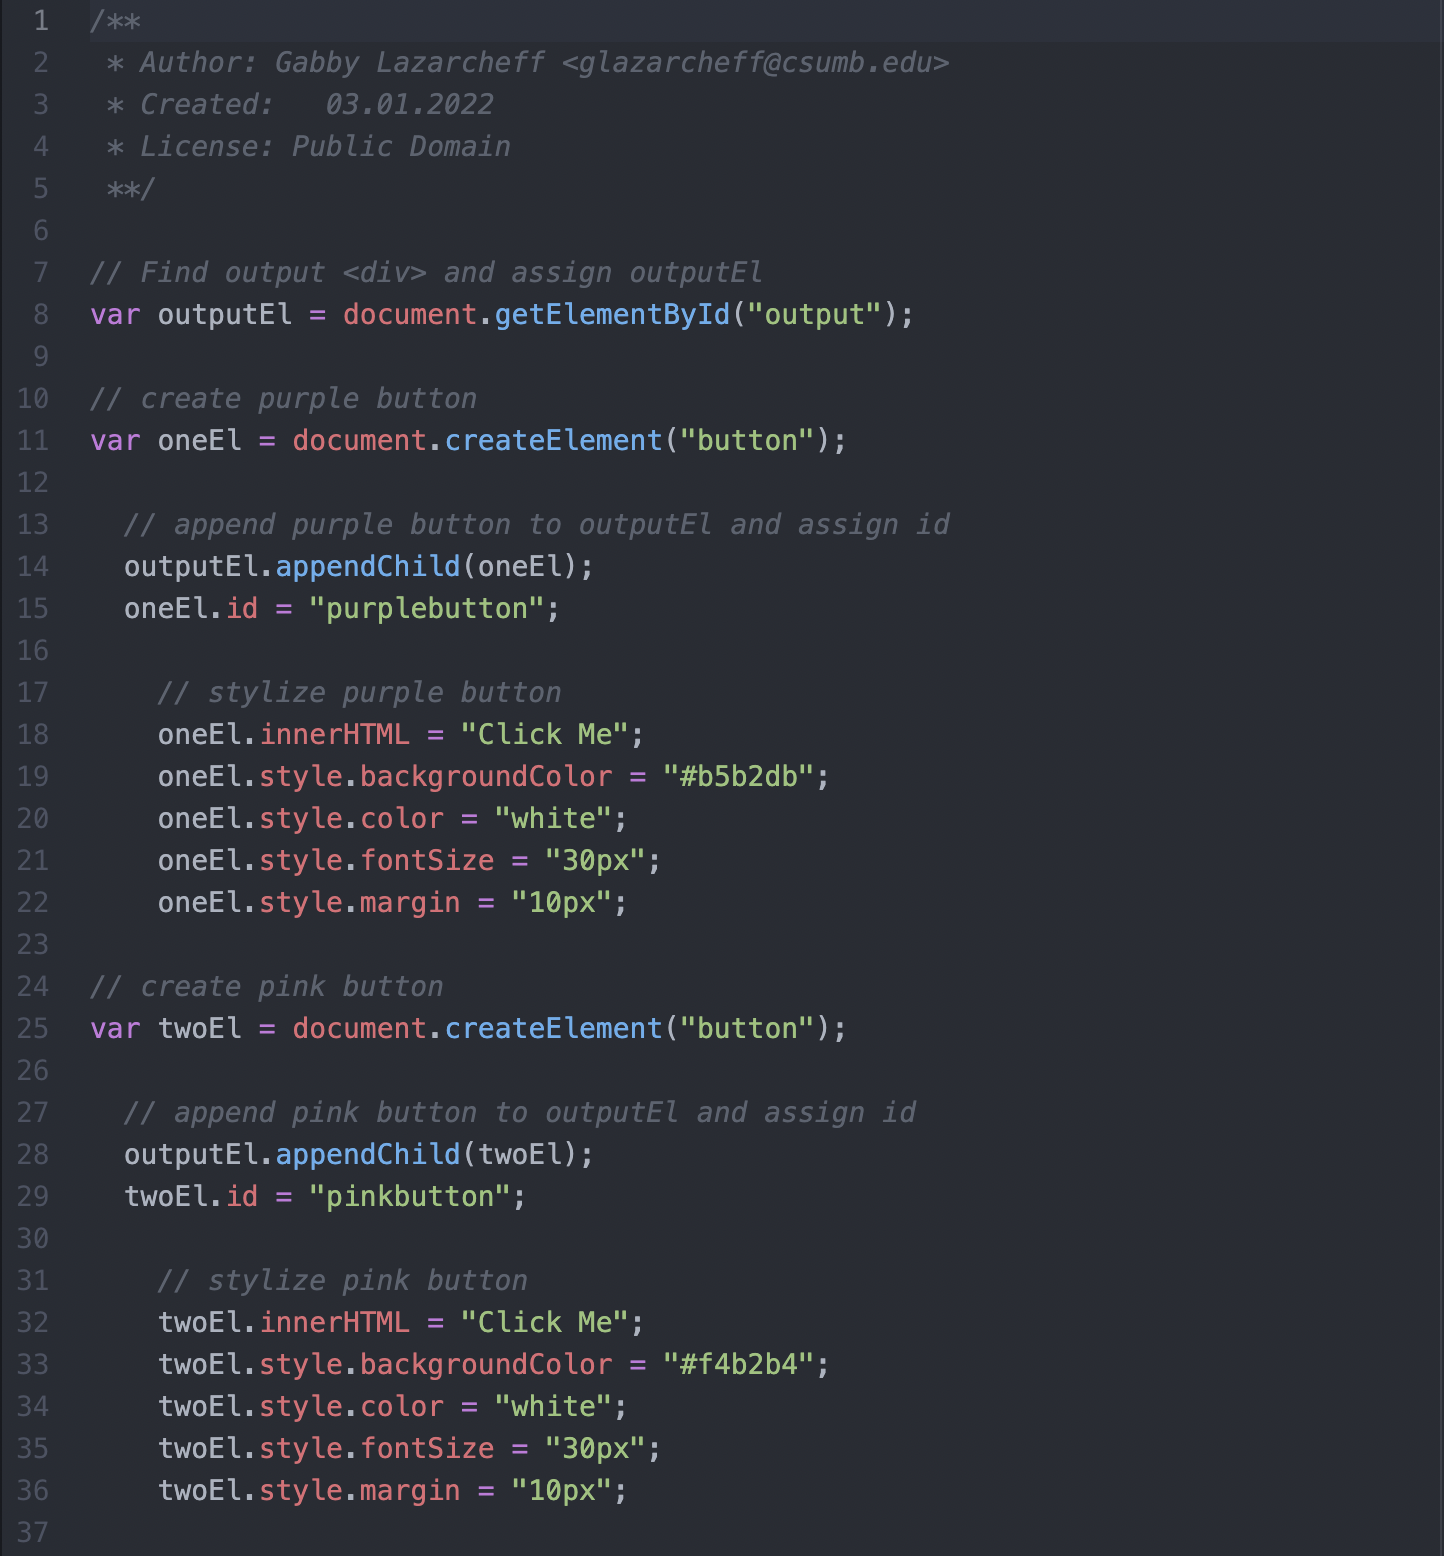 1 /**
2  * Author: Gabby Lazarcheff <glazarcheff@csumb.edu>
3  * Created:   03.01.2022
4  * License: Public Domain
5  **/
6
7 // Find output <div> and assign outputEl
8 var outputEl = document.getElementById("output");
9
10 // create purple button
11 var oneEl = document.createElement("button");
12
13   // append purple button to outputEl and assign id
14   outputEl.appendChild(oneEl);
15   oneEl.id = "purplebutton";
16
17     // stylize purple button
18     oneEl.innerHTML = "Click Me";
19     oneEl.style.backgroundColor = "#b5b2db";
20     oneEl.style.color = "white";
21     oneEl.style.fontSize = "30px";
22     oneEl.style.margin = "10px";
23
24 // create pink button
25 var twoEl = document.createElement("button");
26
27   // append pink button to outputEl and assign id
28   outputEl.appendChild(twoEl);
29   twoEl.id = "pinkbutton";
30
31     // stylize pink button
32     twoEl.innerHTML = "Click Me";
33     twoEl.style.backgroundColor = "#f4b2b4";
34     twoEl.style.color = "white";
35     twoEl.style.fontSize = "30px";
36     twoEl.style.margin = "10px";
37